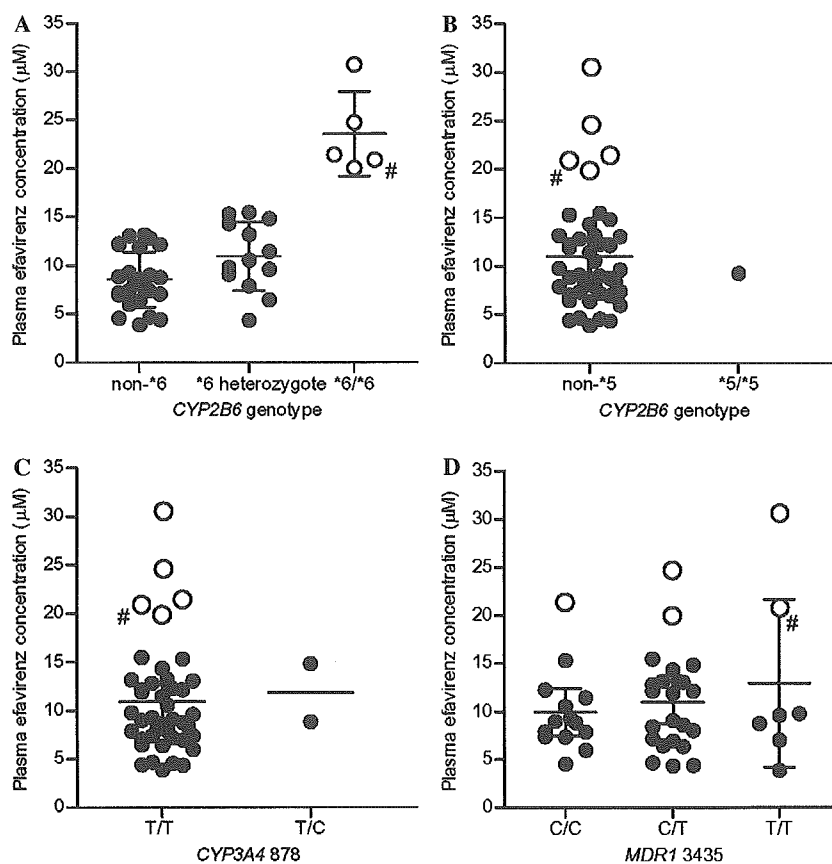 A
Plasma efavirenz concentration (μM)
35
30
25
20
15
10
5
0
#
non-*6 *6 heterozygote *6/*6
CYP2B6 genotype
B
Plasma efavirenz concentration (μM)
35
30
25
20
15
10
5
0
#
non-*5 *5/*5
CYP2B6 genotype
C
Plasma efavirenz concentration (μM)
35
30
25
20
15
10
5
0
#
T/T T/C
CYP3A4 878
D
Plasma efavirenz concentration (μM)
35
30
25
20
15
10
5
0
#
C/C C/T T/T
MDR1 3435